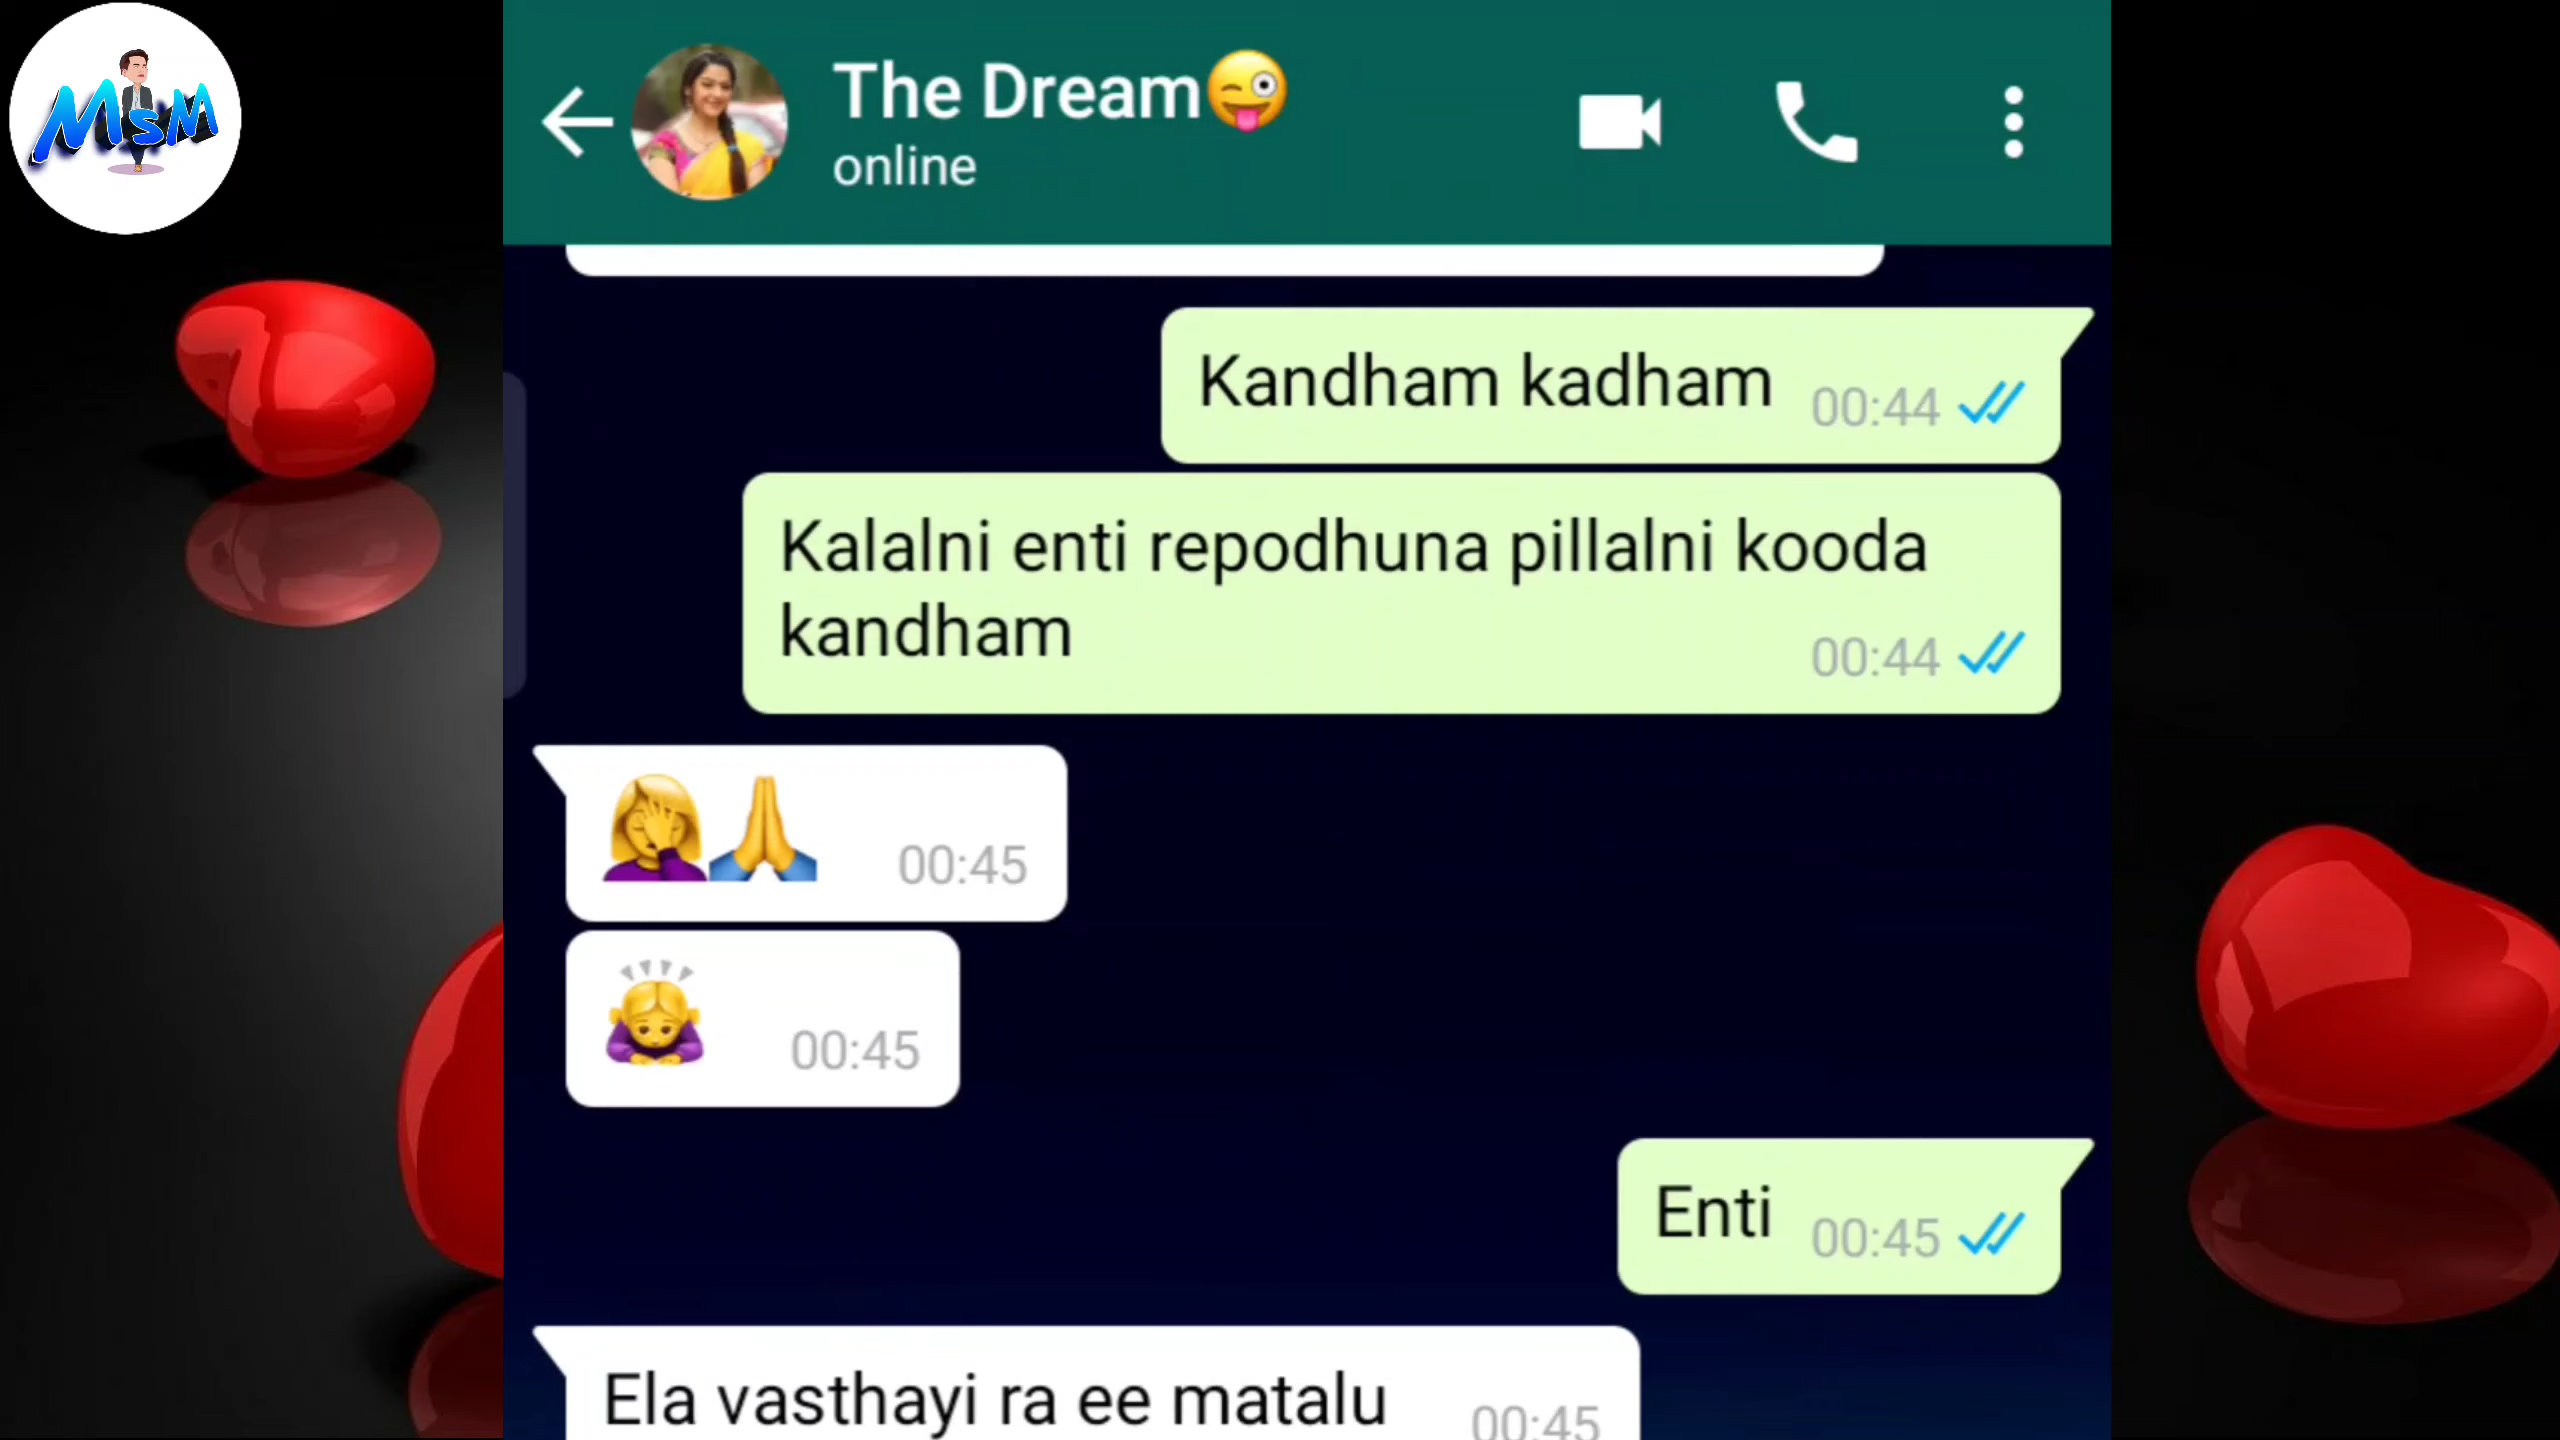 MsM
The Dream😜
online
Kandham kadham 00:44
Kalalni enti repodhuna pillalni kooda
kandham 00:44
🤦‍♀️🙏 00:45
🙇‍♀️ 00:45
Enti 00:45
Ela vasthayi ra ee matalu 00:45